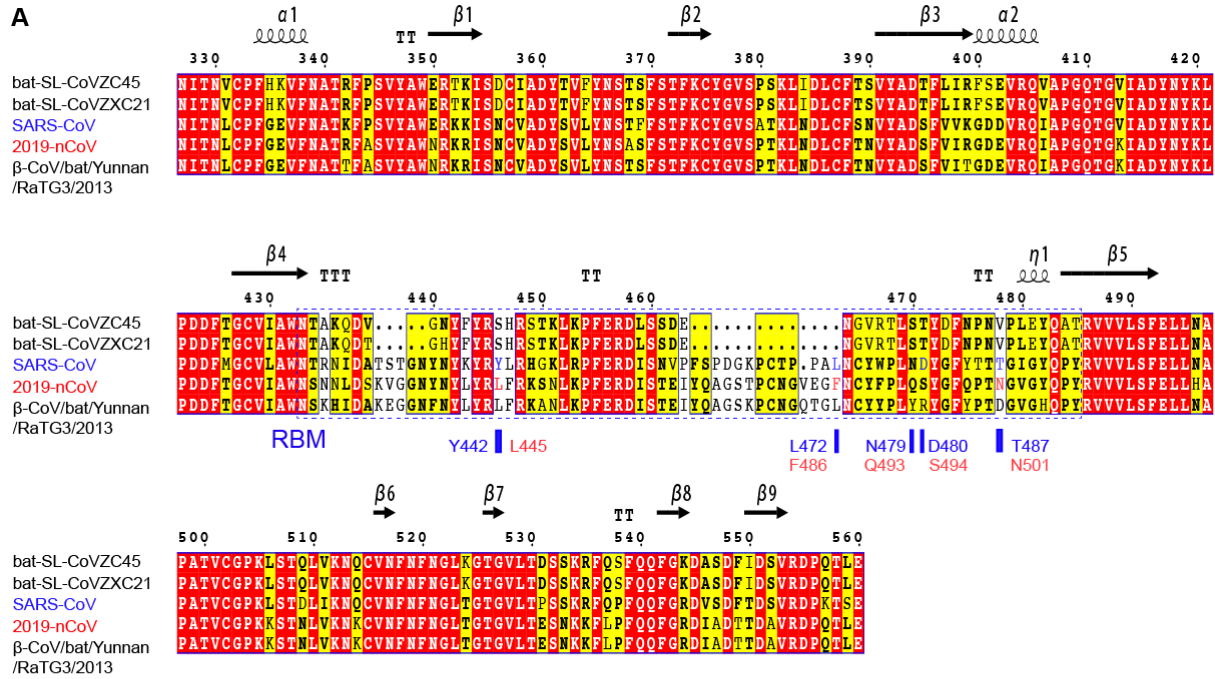 A
α1 TT β1 β2 β3 α2
330 340 350 360 370 380 390 400 410 420
bat-SL-CoVZC45 NITNVCPFHKVFNATRFPSVYAWERTKISDCIADYTVFYNSTSFSTFKCYGVSPSKLIDLCFTSVYADTFLIRFSEVRQVAPGQTGVIADYNYKL
bat-SL-CoVZXC21 NITNVCPFHKVFNATRFPSVYAWERTKISDCIADYTVFYNSTSFSTFKCYGVSPSKLIDLCFTSVYADTFLIRFSEVRQVAPGQTGVIADYNYKL
SARS-CoV NITNLCPFGEVFNATKFPSVYAWERKKISNCVADYSVLYNSTFFSTFKCYGVSATKLNDLCFSNVYADSFVVKGDDVRQIAPGQTGVIADYNYKL
2019-nCoV NITNLCPFGEVFNATRFASVYAWNRKRISNCVADYSVLYNSASFSTFKCYGVSPTKLNDLCFTNVYADSFVIRGDEVRQIAPGQTGKIADYNYKL
β-CoV/bat/Yunnan NITNLCPFGEVFNATTFASVYAWNRKRISNCVADYSVLYNSTSFSTFKCYGVSPTKLNDLCFTNVYADSFVITGDEVRQIAPGQTGKIADYNYKL
/RaTG3/2013
β4 TTT TT TT η1 β5
430 440 450 460 470 480 490
bat-SL-CoVZC45 PDDFTGCVIAWNTAKQDV.....GNYFYRSHRSTKLKPFERDLSSDE..............NGVRTLSTYDFNPNVPLEYQATRVVVLSFELLNA
bat-SL-CoVZXC21 PDDFTGCVIAWNTAKQDT.....GHYFYRSHRSTKLKPFERDLSSDE..............NGVRTLSTYDFNPNVPLEYQATRVVVLSFELLNA
SARS-CoV PDDFMGCVLAWNTRNIDATSTGNYNYKYRYLRHGKLRPFERDISNVPFSPDGKPCTP.PALNCYWPLNDYGFYTTTGIGYQPYRVVVLSFELLNA
2019-nCoV PDDFTGCVIAWNSNNLDSKVGGNYNYLYRLFRKSNLKPFERDISTEIYQAGSTPCNGVEGFNCYFPLQSYGFQPTNGVGYQPYRVVVLSFELLHA
β-CoV/bat/Yunnan PDDFTGCVIAWNSKHIDAKEGGNFNYLYRLFRKANLKPFERDISTEIYQAGSKPCNGQTGLNCYYPLYRYGFYPTDGVGHQPYRVVVLSFELLNA
/RaTG3/2013
RBM Y442 L445 L472 N479 D480 T487
F486 Q493 S494 N501
β6 β7 TT β8 β9
500 510 520 530 540 550 560
bat-SL-CoVZC45 PATVCGPKLSTQLVKNQCVNFNFNGLKGTGVLTDSSKRFQSFQQFGKDASDFIDSVRDPQTLE
bat-SL-CoVZXC21 PATVCGPKLSTQLVKNQCVNFNFNGLKGTGVLTDSSKRFQSFQQFGKDASDFIDSVRDPQTLE
SARS-CoV PATVCGPKLSTDLIKNQCVNFNFNGLTGTGVLTPSSKRFQPFQQFGRDVSDFTDSVRDPKTSE
2019-nCoV PATVCGPKKSTNLVKNKCVNFNFNGLTGTGVLTESNKKFLPFQQFGRDIADTTDAVRDPQTLE
β-CoV/bat/Yunnan PATVCGPKKSTNLVKNKCVNFNFNGLTGTGVLTESNKKFLPFQQFGRDIADTTDAVRDPQTLE
/RaTG3/2013